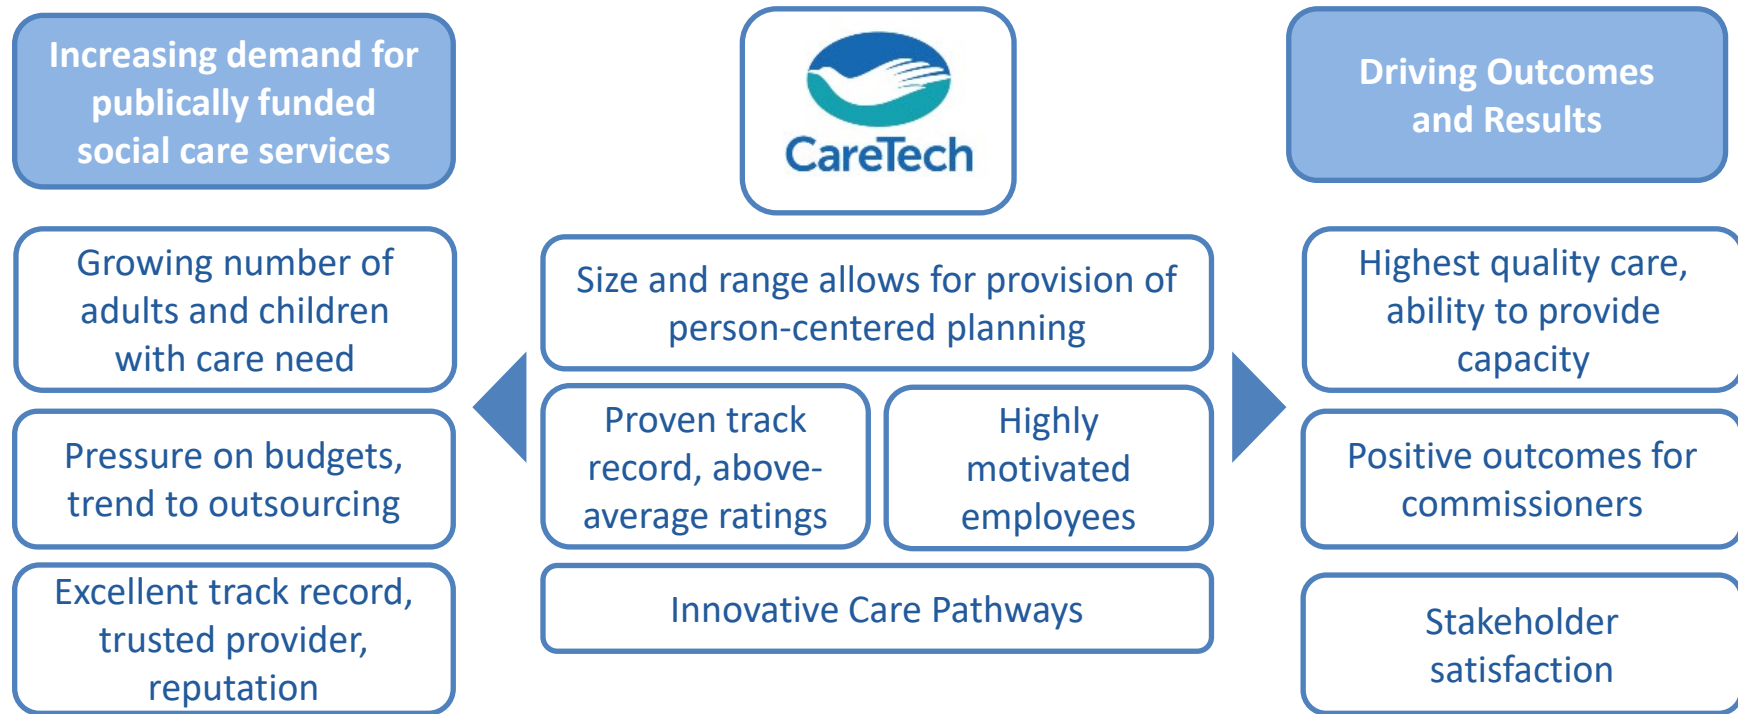 Increasing demand for
publically funded
social care services
Growing number of
adults and children
with care need
Pressure on budgets,
trend to outsourcing
Excellent track record,
trusted provider,
reputation
CareTech
Size and range allows for provision of
person-centered planning
Proven track
record, above-
average ratings
Highly
motivated
employees
Innovative Care Pathways
Driving Outcomes
and Results
Highest quality care,
ability to provide
capacity
Positive outcomes for
commissioners
Stakeholder
satisfaction